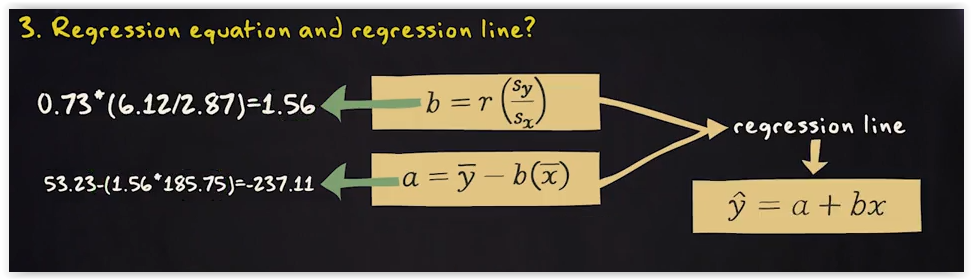 3. Regression equation and regression line?
0.73*(6.12/2.87)=1.56
b = r (sy/sx)
regression line
53.23-(1.56*185.75)=-237.11
a = y̅ − b(x̅)
ŷ = a + bx